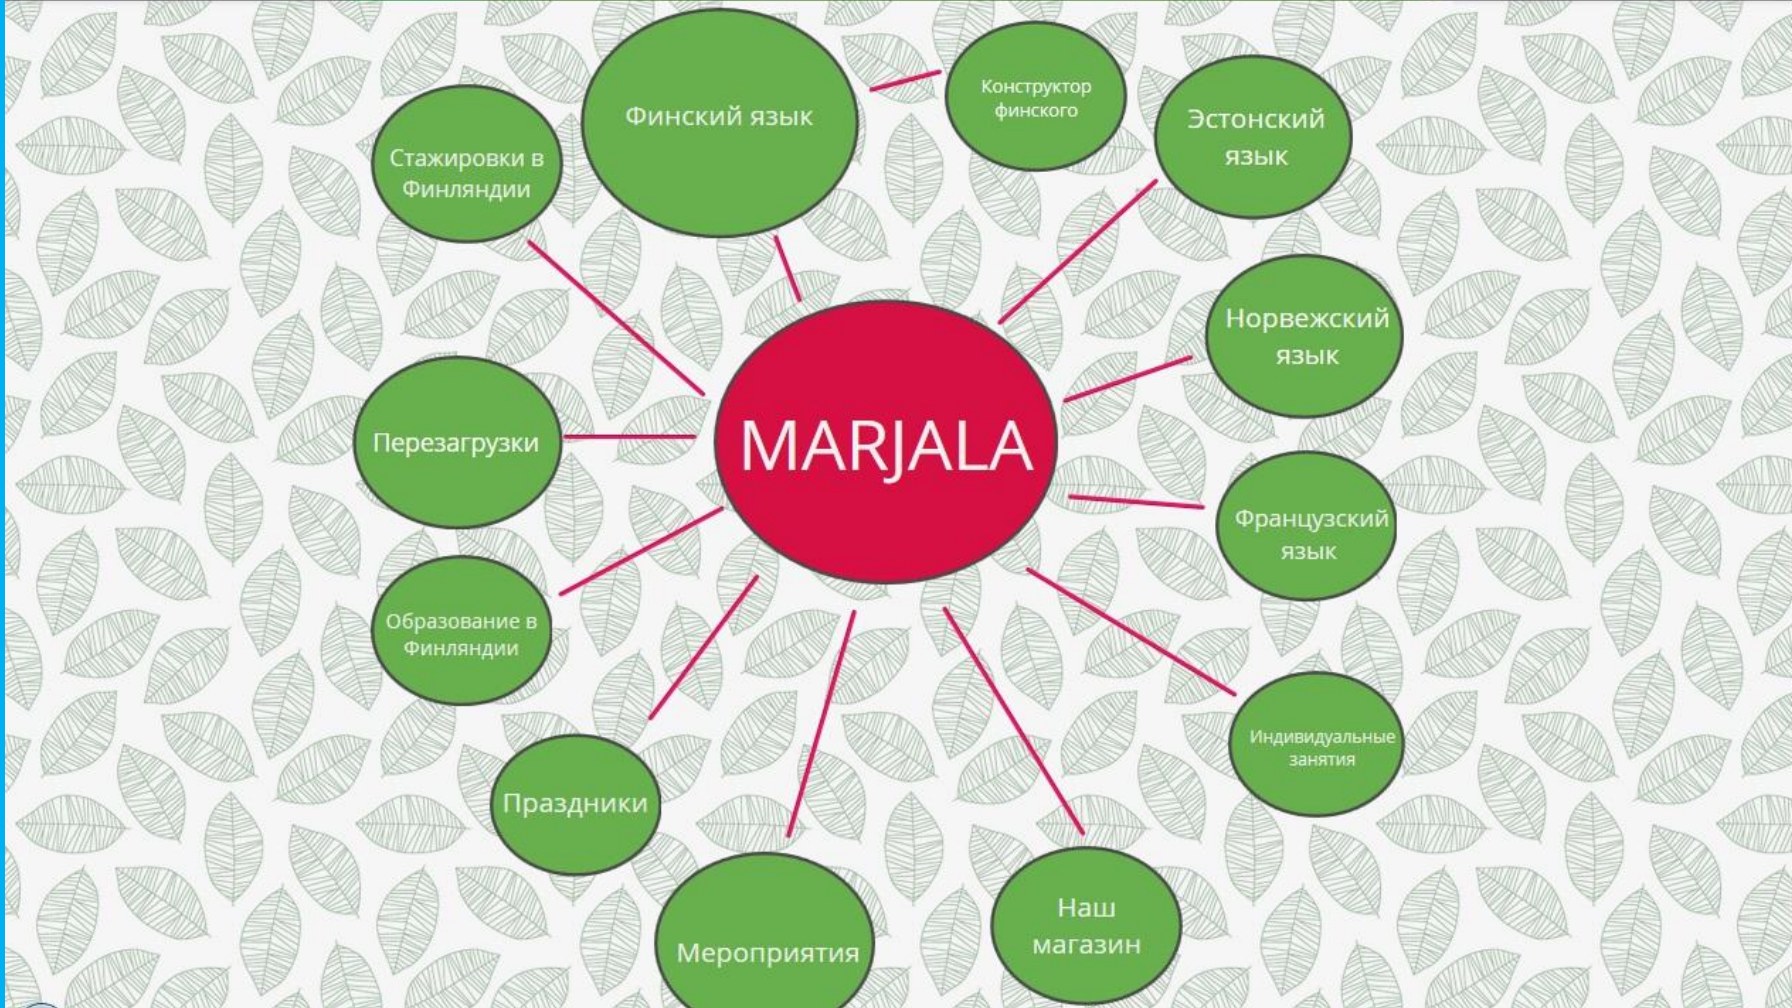 Финский язык
Конструктор
финского
Эстонский
язык
Стажировки в
Финляндии
Норвежский
язык
MARJALA
Перезагрузки
Французский
язык
Образование в
Финляндии
Индивидуальные
занятия
Праздники
Мероприятия
Наш
магазин